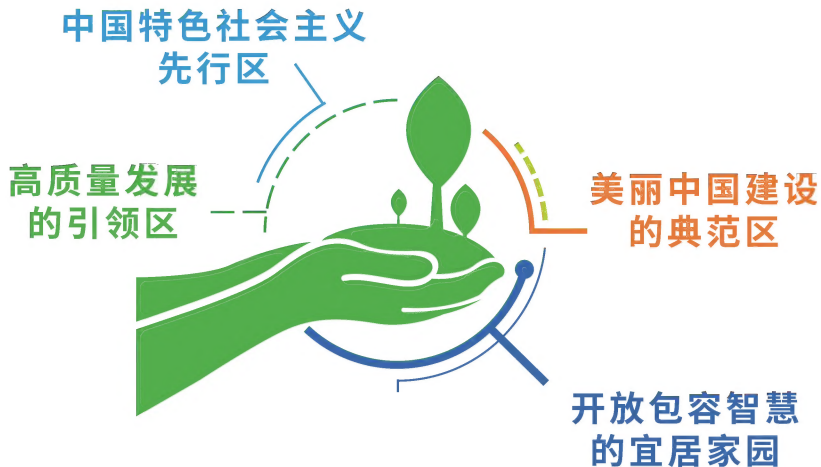 中国特色社会主义
先行区
高质量发展
的引领区
美丽中国建设
的典范区
开放包容智慧
的宜居家园